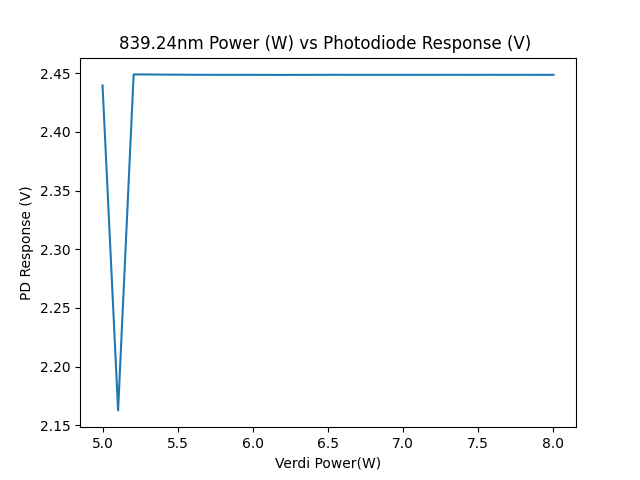 839.24nm Power (W) vs Photodiode Response (V)
2.45
2.40
2.35
2.30
2.25
2.20
2.15
PD Response (V)
5.0 5.5 6.0 6.5 7.0 7.5 8.0
Verdi Power(W)